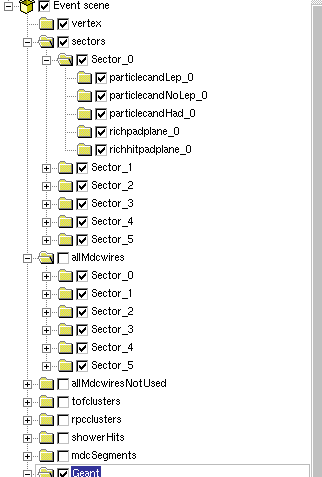 Event scene
vertex
sectors
Sector_0
particlecandLep_0
particlecandNoLep_0
particlecandHad_0
richpadplane_0
richhitpadplane_0
Sector_1
Sector_2
Sector_3
Sector_4
Sector_5
allMdcwires
Sector_0
Sector_1
Sector_2
Sector_3
Sector_4
Sector_5
allMdcwiresNotUsed
tofclusters
rpcclusters
showerHits
mdcSegments
Geant